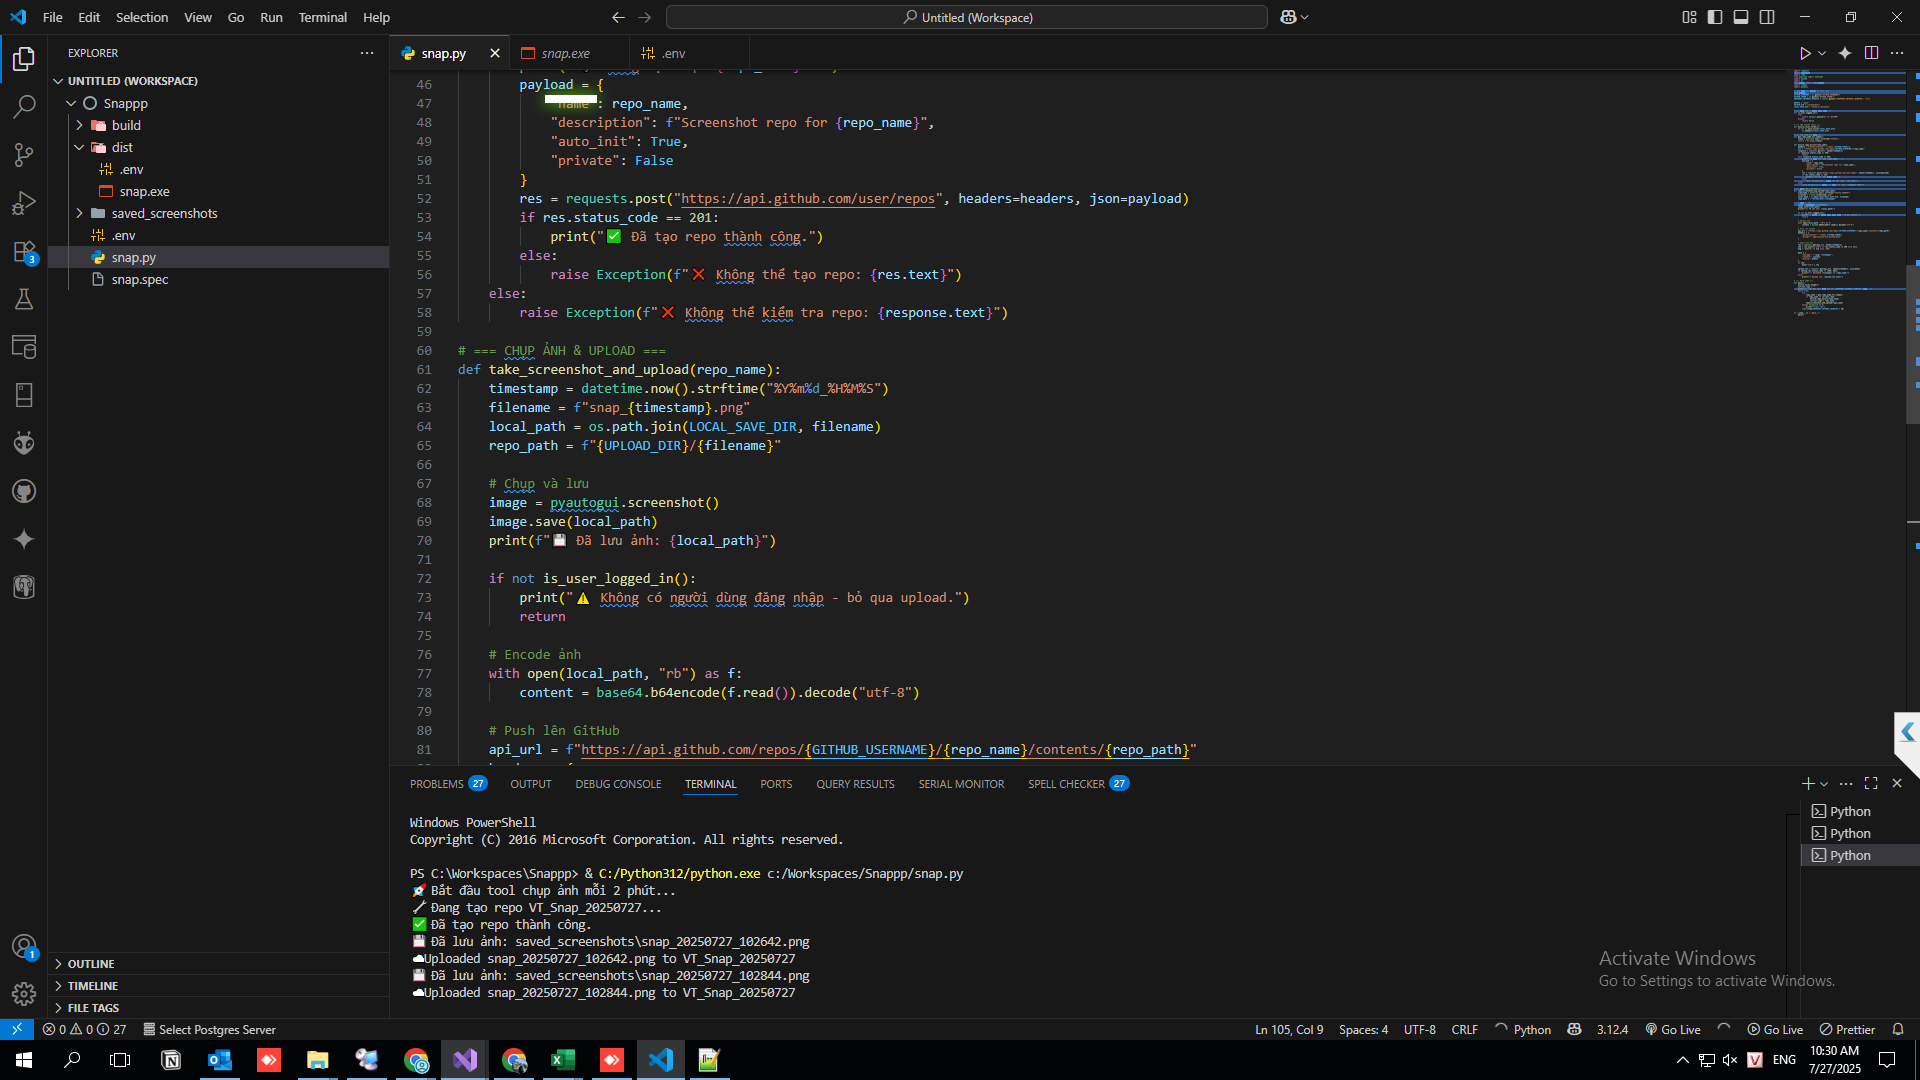 File Edit Selection View Go Run Terminal Help
Untitled (Workspace)
EXPLORER
UNTITLED (WORKSPACE)
Snappp
build
dist
.env
snap.exe
saved_screenshots
.env
snap.py
snap.spec
OUTLINE
TIMELINE
FILE TAGS
snap.py
snap.exe
.env
46 payload = {
47 "name": repo_name,
48 "description": f"Screenshot repo for {repo_name}",
49 "auto_init": True,
50 "private": False
51 }
52 res = requests.post("https://api.github.com/user/repos", headers=headers, json=payload)
53 if res.status_code == 201:
54 print("✅ Đã tạo repo thành công.")
55 else:
56 raise Exception(f"❌ Không thể tạo repo: {res.text}")
57 else:
58 raise Exception(f"❌ Không thể kiểm tra repo: {response.text}")
59
60 # === CHỤP ẢNH & UPLOAD ===
61 def take_screenshot_and_upload(repo_name):
62 timestamp = datetime.now().strftime("%Y%m%d_%H%M%S")
63 filename = f"snap_{timestamp}.png"
64 local_path = os.path.join(LOCAL_SAVE_DIR, filename)
65 repo_path = f"{UPLOAD_DIR}/{filename}"
66
67 # Chụp và lưu
68 image = pyautogui.screenshot()
69 image.save(local_path)
70 print(f"💾 Đã lưu ảnh: {local_path}")
71
72 if not is_user_logged_in():
73 print("⚠️ Không có người dùng đăng nhập - bỏ qua upload.")
74 return
75
76 # Encode ảnh
77 with open(local_path, "rb") as f:
78 content = base64.b64encode(f.read()).decode("utf-8")
79
80 # Push lên GitHub
81 api_url = f"https://api.github.com/repos/{GITHUB_USERNAME}/{repo_name}/contents/{repo_path}"
PROBLEMS 27 OUTPUT DEBUG CONSOLE TERMINAL PORTS QUERY RESULTS SERIAL MONITOR SPELL CHECKER 27
Windows PowerShell
Copyright (C) 2016 Microsoft Corporation. All rights reserved.
PS C:\Workspaces\Snappp> & C:/Python312/python.exe c:/Workspaces/Snappp/snap.py
🚀 Bắt đầu tool chụp ảnh mỗi 2 phút...
🔧 Đang tạo repo VT_Snap_20250727...
✅ Đã tạo repo thành công.
💾 Đã lưu ảnh: saved_screenshots\snap_20250727_102642.png
☁️Uploaded snap_20250727_102642.png to VT_Snap_20250727
💾 Đã lưu ảnh: saved_screenshots\snap_20250727_102844.png
☁️Uploaded snap_20250727_102844.png to VT_Snap_20250727
Python
Python
Python
Activate Windows
Go to Settings to activate Windows.
3
1
0 0 27 Select Postgres Server
Ln 105, Col 9 Spaces: 4 UTF-8 CRLF Python 3.12.4 Go Live Go Live Prettier
ENG
10:30 AM
7/27/2025